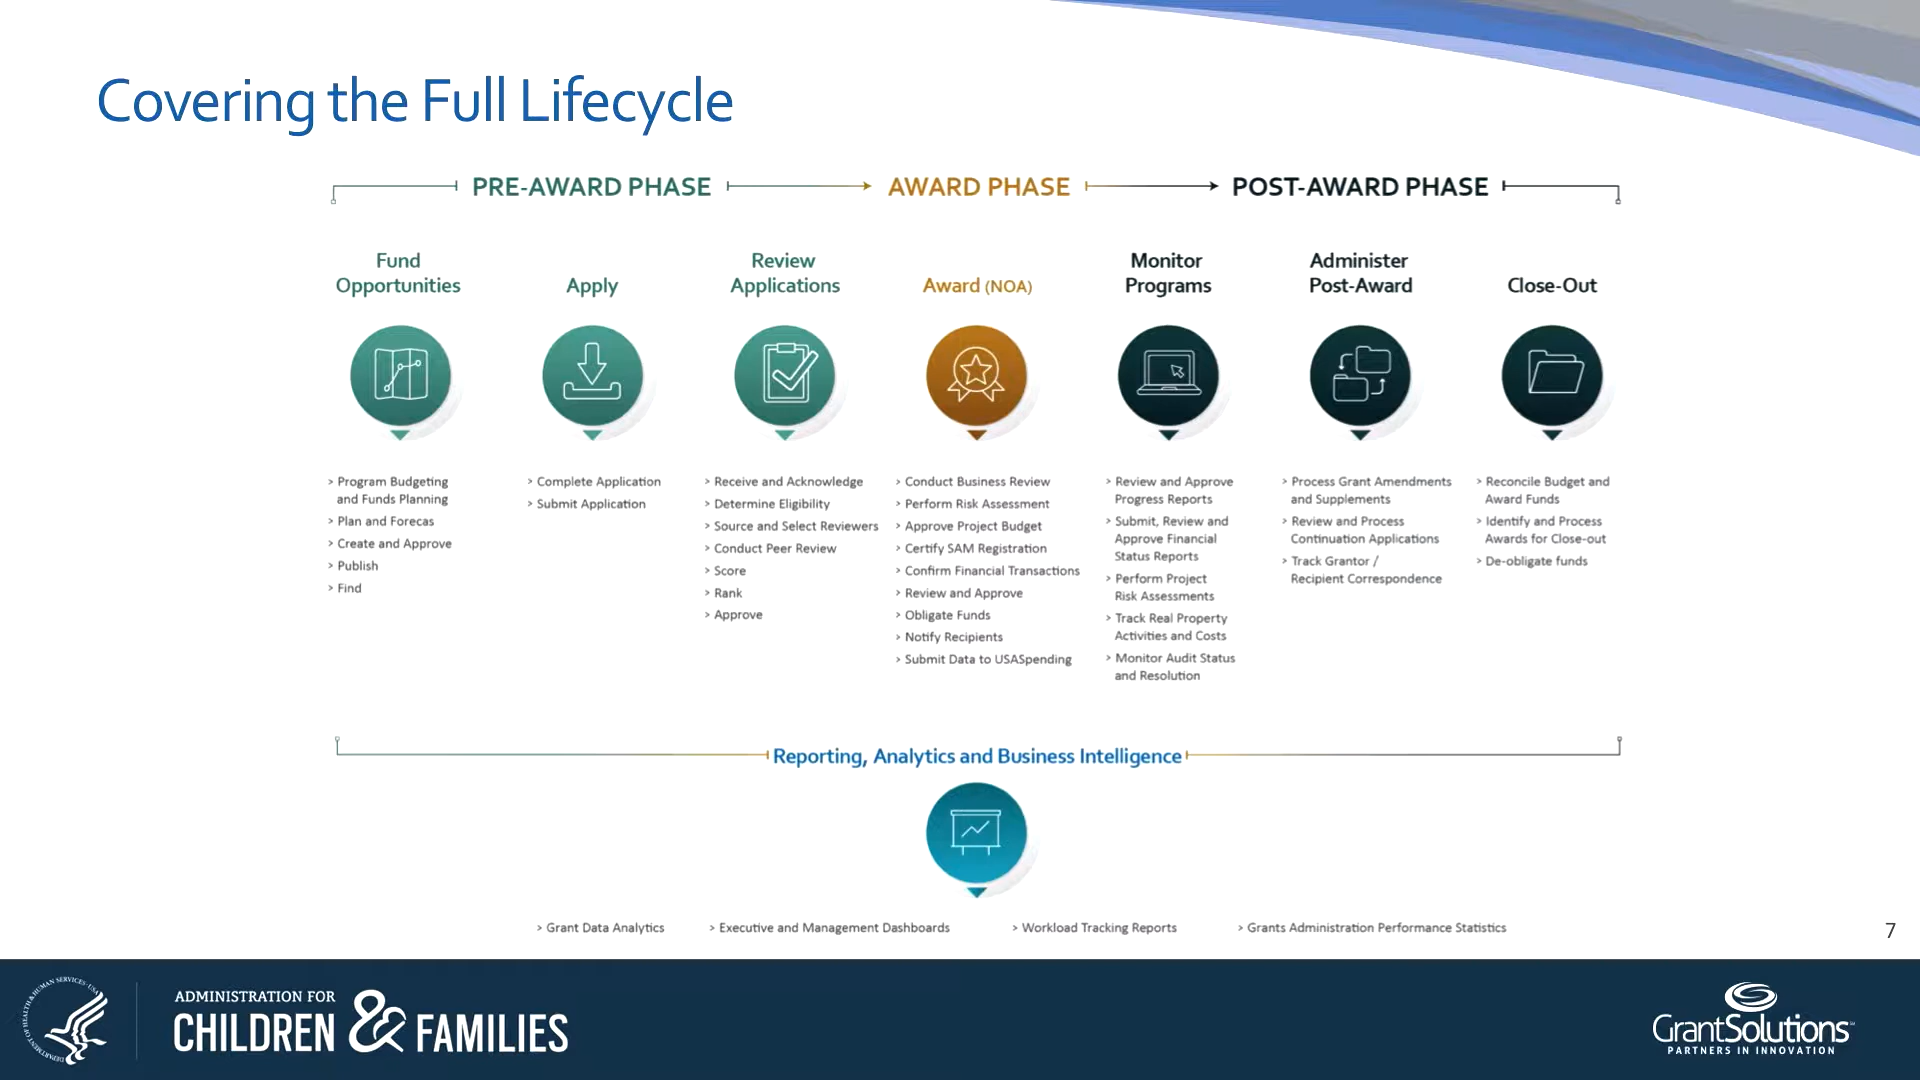 Covering the Full Lifecycle
PRE-AWARD PHASE
AWARD PHASE
POST-AWARD PHASE
Fund
Opportunities
Apply
Review
Applications
Award (NOA)
Monitor
Programs
Administer
Post-Award
Close-Out
> Program Budgeting
and Funds Planning
> Plan and Forecas
> Create and Approve
> Publish
> Find
> Complete Application
> Submit Application
> Receive and Acknowledge
> Determine Eligibility
> Source and Select Reviewers
> Conduct Peer Review
> Score
> Rank
> Approve
> Conduct Business Review
> Perform Risk Assessment
> Approve Project Budget
> Certify SAM Registration
> Confirm Financial Transactions
> Review and Approve
> Obligate Funds
> Notify Recipients
> Submit Data to USASpending
> Review and Approve
Progress Reports
> Submit, Review and
Approve Financial
Status Reports
> Perform Project
Risk Assessments
> Track Real Property
Activities and Costs
> Monitor Audit Status
and Resolution
> Process Grant Amendments
and Supplements
> Review and Process
Continuation Applications
> Track Grantor /
Recipient Correspondence
> Reconcile Budget and
Award Funds
> Identify and Process
Awards for Close-out
> De-obligate funds
Reporting, Analytics and Business Intelligence
> Grant Data Analytics
> Executive and Management Dashboards
> Workload Tracking Reports
> Grants Administration Performance Statistics
7
DEPARTMENT OF HEALTH & HUMAN SERVICES · USA
ADMINISTRATION FOR
CHILDREN & FAMILIES
GrantSolutions
PARTNERS IN INNOVATION